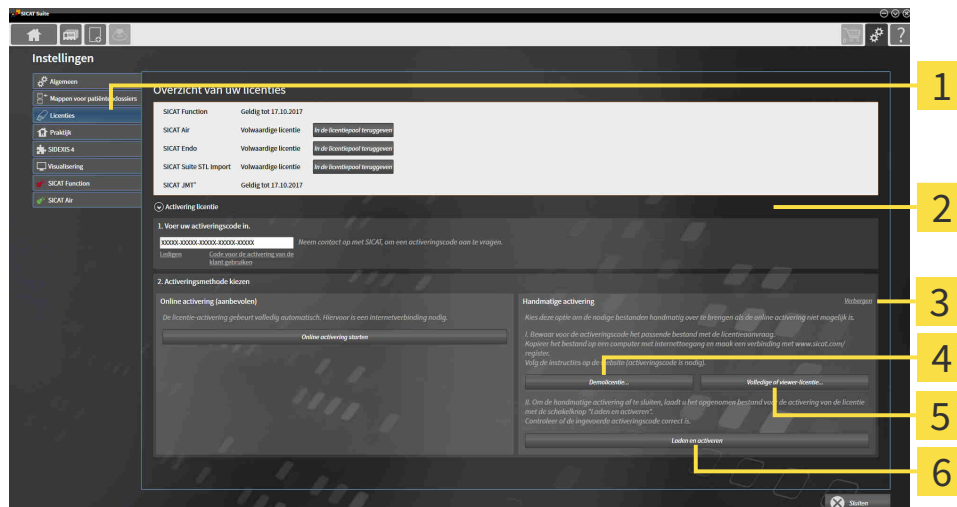 SICAT Suite
Instellingen
Algemeen
Mappen voor patiëntendossiers
Licenties
Praktijk
SIDEXIS 4
Visualisering
SICAT Function
SICAT Air
Overzicht van uw licenties
SICAT Function Geldig tot 17.10.2017
SICAT Air Volwaardige licentie In de licentiepool teruggeven
SICAT Endo Volwaardige licentie In de licentiepool teruggeven
SICAT Suite STL Import Volwaardige licentie In de licentiepool teruggeven
SICAT JMT+ Geldig tot 17.10.2017
Activering licentie
1. Voer uw activeringscode in.
XXXXX-XXXXX-XXXXX-XXXXX-XXXXX
Neem contact op met SICAT, om een activeringscode aan te vragen.
Ledigen
Code voor de activering van de
klant gebruiken
2. Activeringsmethode kiezen
Online activering (aanbevolen)
De licentie-activering gebeurt volledig automatisch. Hiervoor is een internetverbinding nodig.
Online activering starten
Handmatige activering
Verbergen
Kies deze optie om de nodige bestanden handmatig over te brengen als de online activering niet mogelijk is.
I. Bewaar voor de activeringscode het passende bestand met de licentieaanvraag.
Kopieer het bestand op een computer met internettoegang en maak een verbinding met www.sicat.com/
register.
Volg de instructies op de website (activeringscode is nodig).
Demolicentie...
Volledige of viewer-licentie...
II. Om de handmatige activering af te sluiten, laadt u het opgenomen bestand voor de activering van de licentie
met de schakelknop "Laden en activeren".
Controleer of de ingevoerde activeringscode correct is.
Laden en activeren
Sluiten
1
2
3
4
5
6